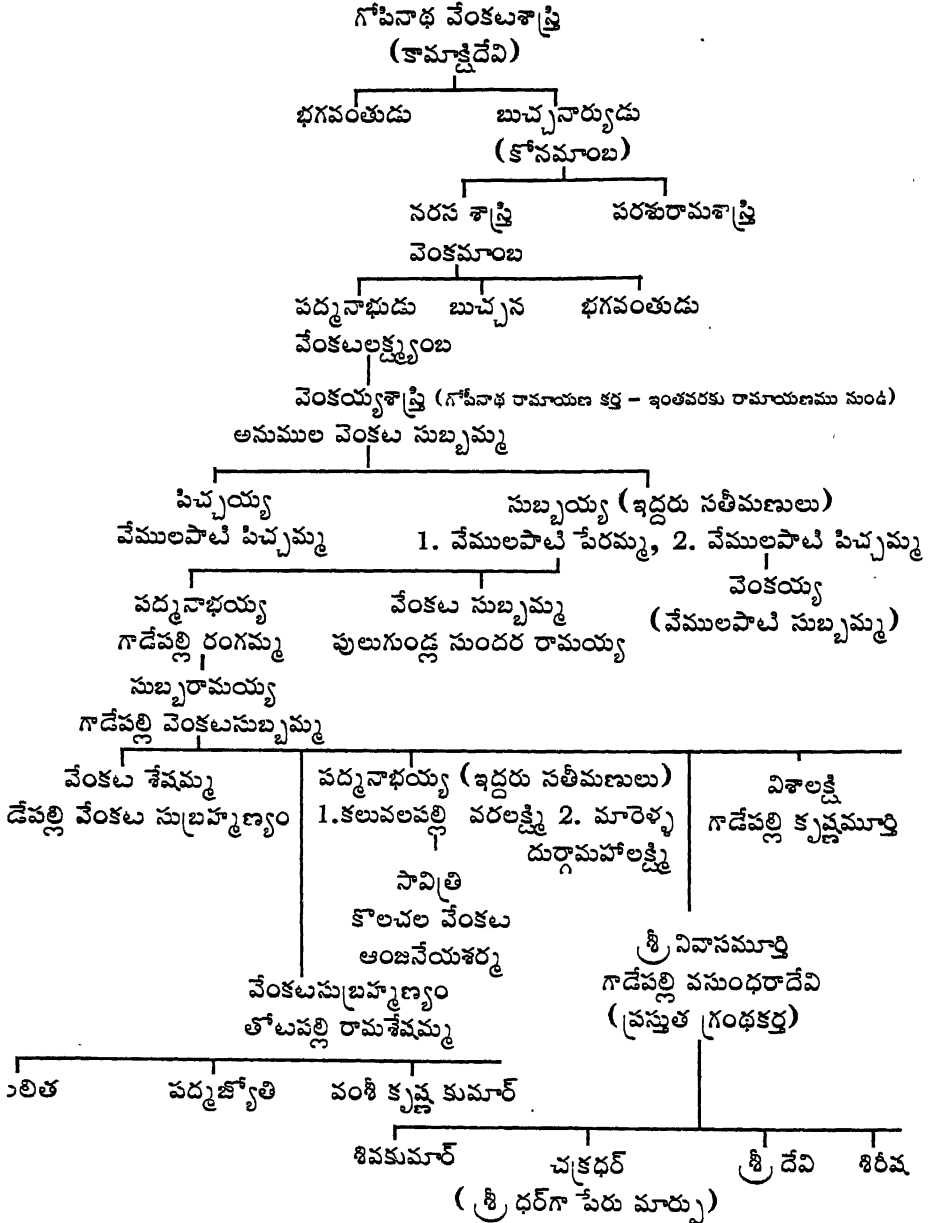 గోపినాథ వేంకటశాస్త్రి
(కామాక్షిదేవి)
భగవంతుడు బుచ్చనార్యుడు
(కోనమాంబ)
నరస శాస్త్రి పరశురామశాస్త్రి
వెంకమాంబ
పద్మనాభుడు బుచ్చన భగవంతుడు
వేంకటలక్ష్మ్యంబ
వెంకయ్యశాస్త్రి (గోపీనాథ రామాయణ కర్త – ఇంతవరకు రామాయణము నుండి)
అనుముల వెంకట సుబ్బమ్మ
పిచ్చయ్య సుబ్బయ్య (ఇద్దరు సతీమణులు)
వేములపాటి పిచ్చమ్మ 1. వేములపాటి పేరమ్మ, 2. వేములపాటి పిచ్చమ్మ
వెంకయ్య
పద్మనాభయ్య వేంకట సుబ్బమ్మ (వేములపాటి సుబ్బమ్మ)
గాడేపల్లి రంగమ్మ పులుగుండ్ల సుందర రామయ్య
సుబ్బరామయ్య
గాడేపల్లి వెంకటసుబ్బమ్మ
వేంకట శేషమ్మ పద్మనాభయ్య (ఇద్దరు సతీమణులు) విశాలక్షి
డేపల్లి వేంకట సుబ్రహ్మణ్యం 1.కలువలపల్లి వరలక్ష్మి 2. మారెళ్ళ గాడేపల్లి కృష్ణమూర్తి
దుర్గామహాలక్ష్మి
సావిత్రి
కొలచల వేంకట
ఆంజనేయశర్మ
శ్రీనివాసమూర్తి
గాడేపల్లి వసుంధరాదేవి
(ప్రస్తుత గ్రంథకర్త)
వేంకటసుబ్రహ్మణ్యం
తోటపల్లి రామశేషమ్మ
లలిత పద్మజ్యోతి వంశీ కృష్ణ కుమార్
శివకుమార్ చక్రధర్ శ్రీదేవి శిరీష
(శ్రీధర్‌గా పేరు మార్పు)